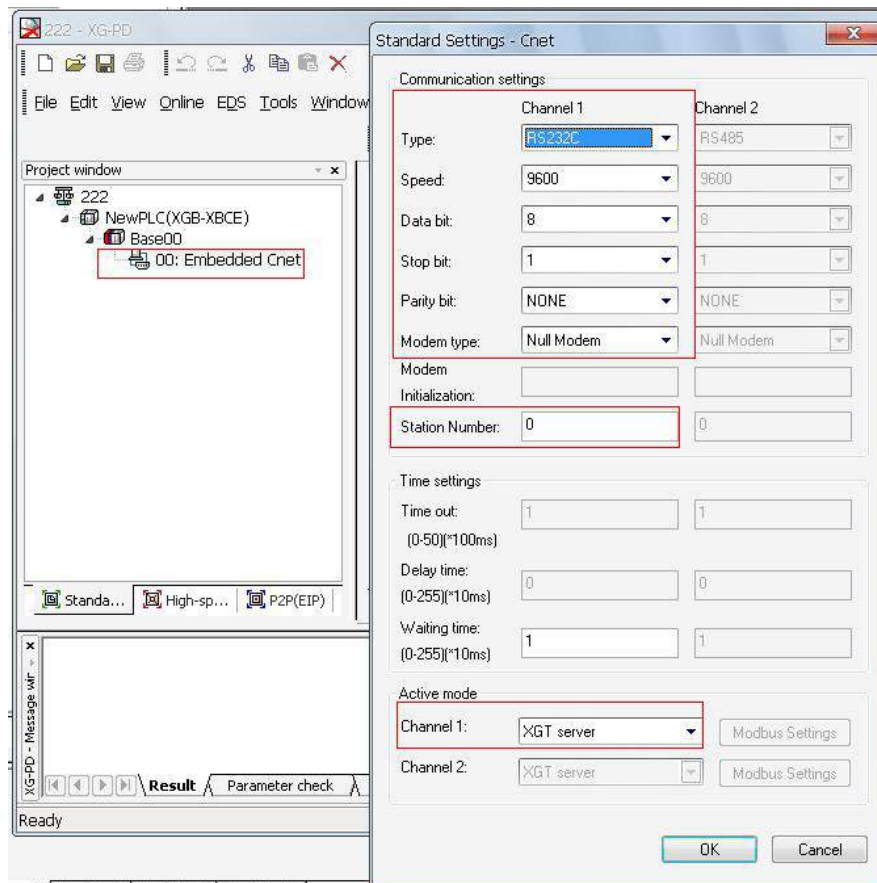 222 - XG-PD
File Edit View Online EDS Tools Window
Project window
222
NewPLC(XGB-XBCE)
Base00
00: Embedded Cnet
Standa...
High-sp...
P2P(EIP)
XG-PD - Message wir
Result
Parameter check
Ready
Standard Settings - Cnet
Communication settings
Channel 1 Channel 2
Type: RS232C RS485
Speed: 9600 9600
Data bit: 8 8
Stop bit: 1 1
Parity bit: NONE NONE
Modem type: Null Modem Null Modem
Modem
Initialization:
Station Number: 0 0
Time settings
Time out: 1 1
(0-50)(*100ms)
Delay time: 0 0
(0-255)(*10ms)
Waiting time: 1 1
(0-255)(*10ms)
Active mode
Channel 1: XGT server Modbus Settings
Channel 2: XGT server Modbus Settings
OK Cancel